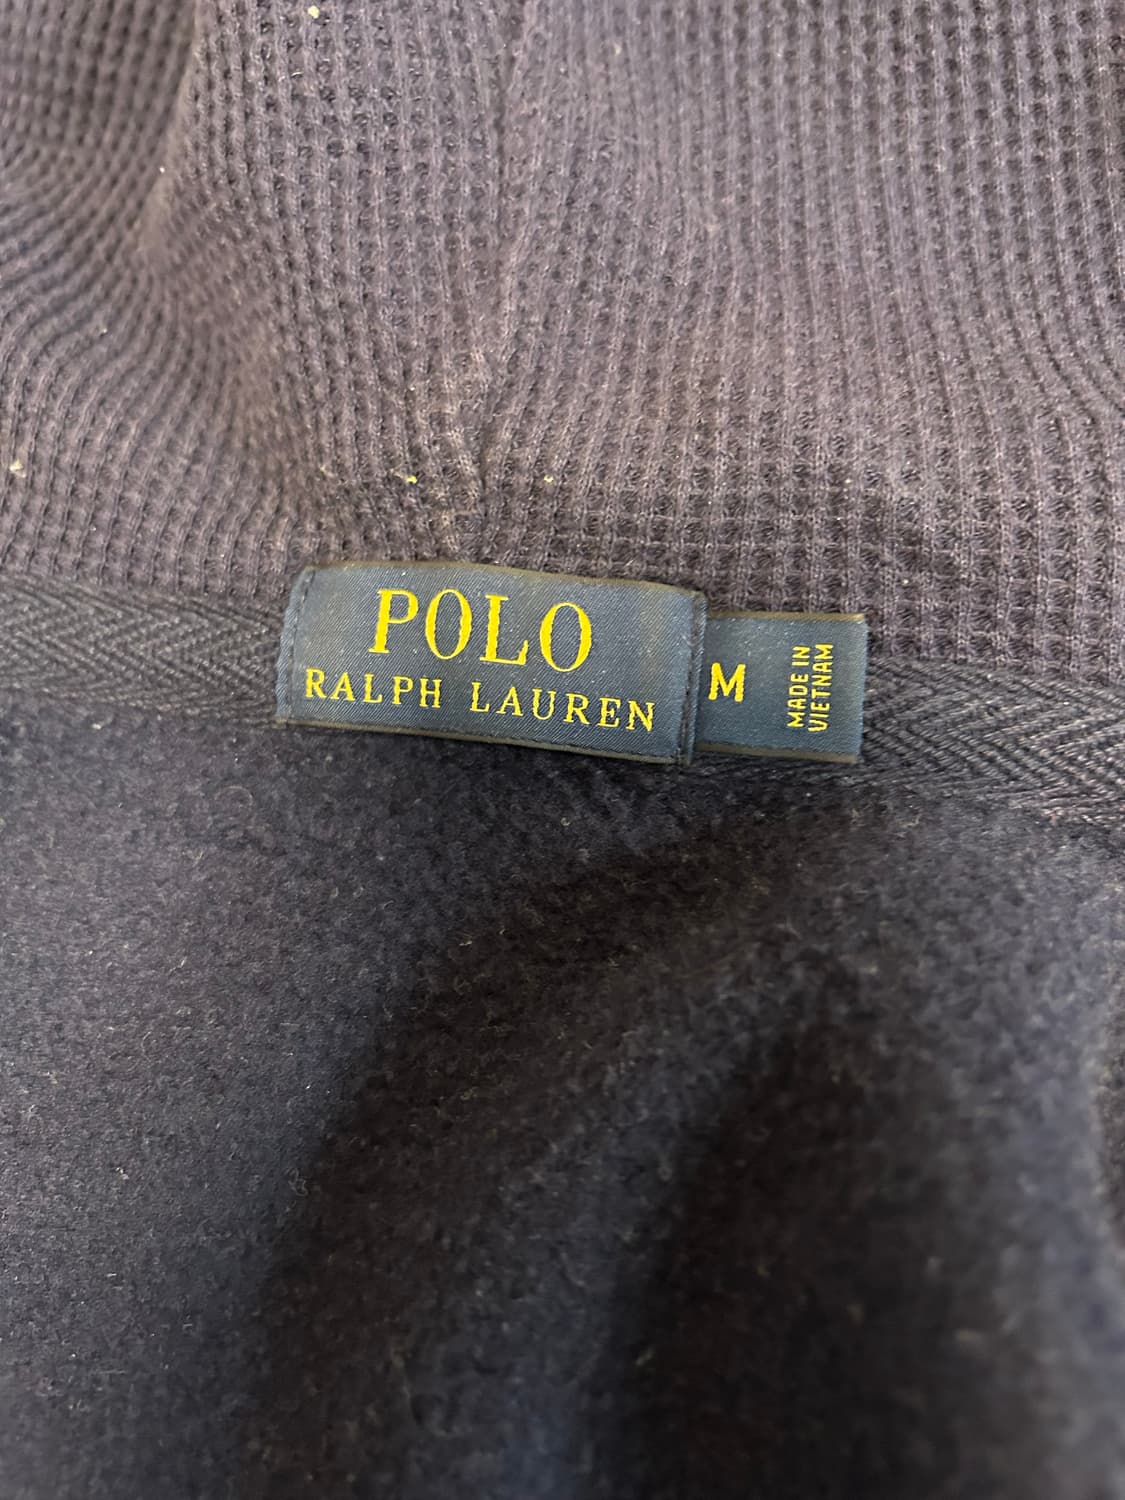 POLO
RALPH LAUREN
M
MADE IN
VIETNAM